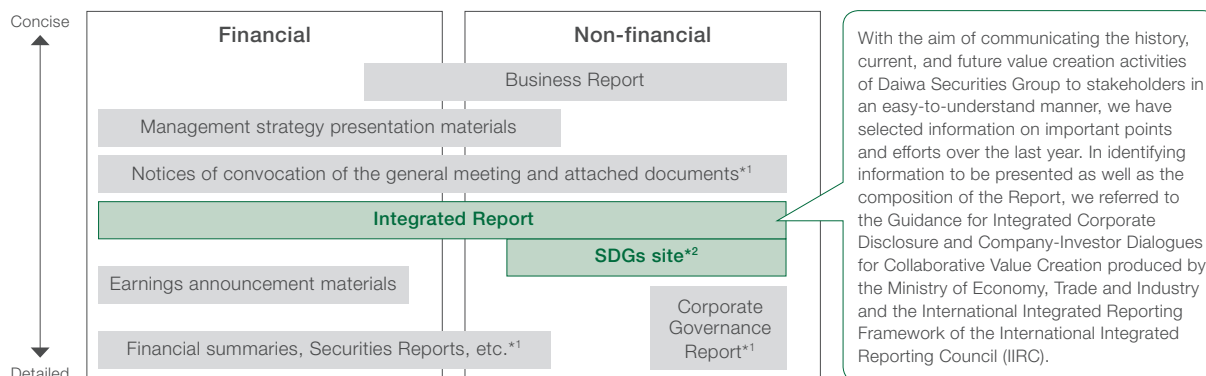 Concise
Financial
Non-financial
Business Report
Management strategy presentation materials
Notices of convocation of the general meeting and attached documents*1
Integrated Report
SDGs site*2
Earnings announcement materials
Corporate
Governance
Report*1
Financial summaries, Securities Reports, etc.*1
Detailed
With the aim of communicating the history,
current, and future value creation activities
of Daiwa Securities Group to stakeholders in
an easy-to-understand manner, we have
selected information on important points
and efforts over the last year. In identifying
information to be presented as well as the
composition of the Report, we referred to
the Guidance for Integrated Corporate
Disclosure and Company-Investor Dialogues
for Collaborative Value Creation produced by
the Ministry of Economy, Trade and Industry
and the International Integrated Reporting
Framework of the International Integrated
Reporting Council (IIRC).